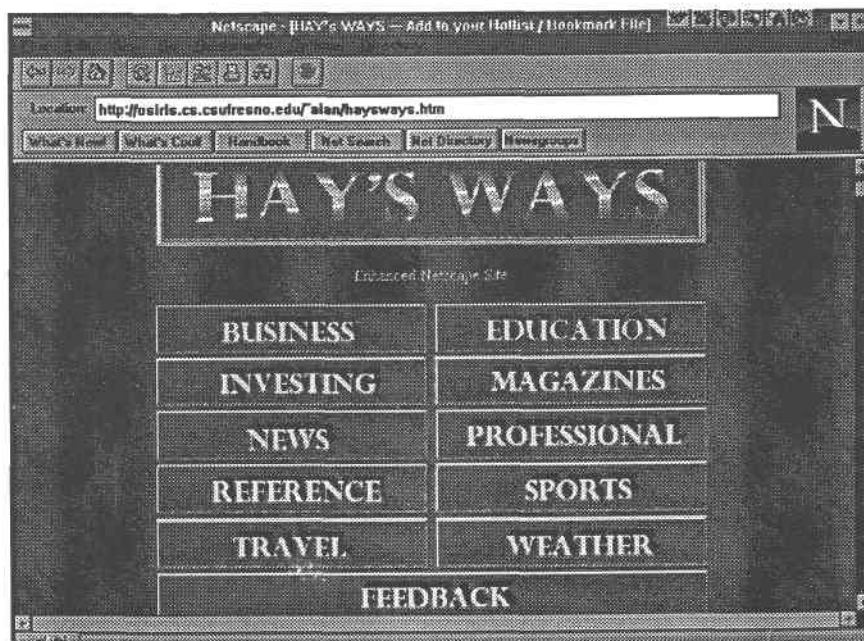 Netscape - [HAY's WAYS — Add to your Hotlist / Bookmark File]
Location: http://osiris.cs.csufresno.edu/~alan/haysways.htm
What's New! What's Cool! Handbook Net Search Net Directory Newsgroups
N
HAY'S WAYS
Enhanced Netscape Site
BUSINESS EDUCATION
INVESTING MAGAZINES
NEWS PROFESSIONAL
REFERENCE SPORTS
TRAVEL WEATHER
FEEDBACK